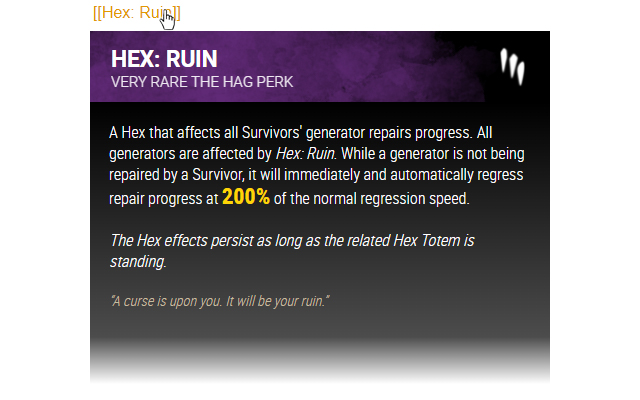 [[Hex: Ruin]]
HEX: RUIN
VERY RARE THE HAG PERK
A Hex that affects all Survivors' generator repairs progress. All
generators are affected by Hex: Ruin. While a generator is not being
repaired by a Survivor, it will immediately and automatically regress
repair progress at 200% of the normal regression speed.
The Hex effects persist as long as the related Hex Totem is
standing.
"A curse is upon you. It will be your ruin."